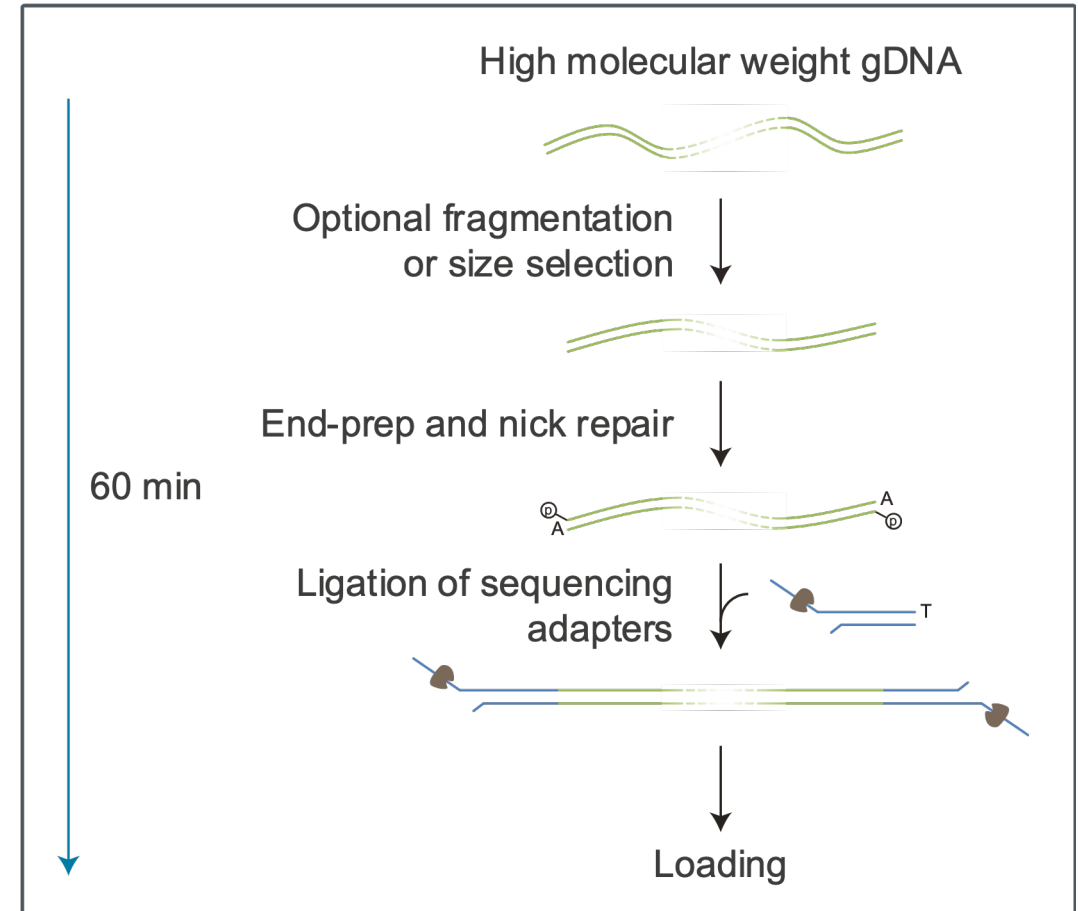 High molecular weight gDNA
Optional fragmentation
or size selection
End-prep and nick repair
60 min
p
A
A
p
Ligation of sequencing
adapters
T
Loading